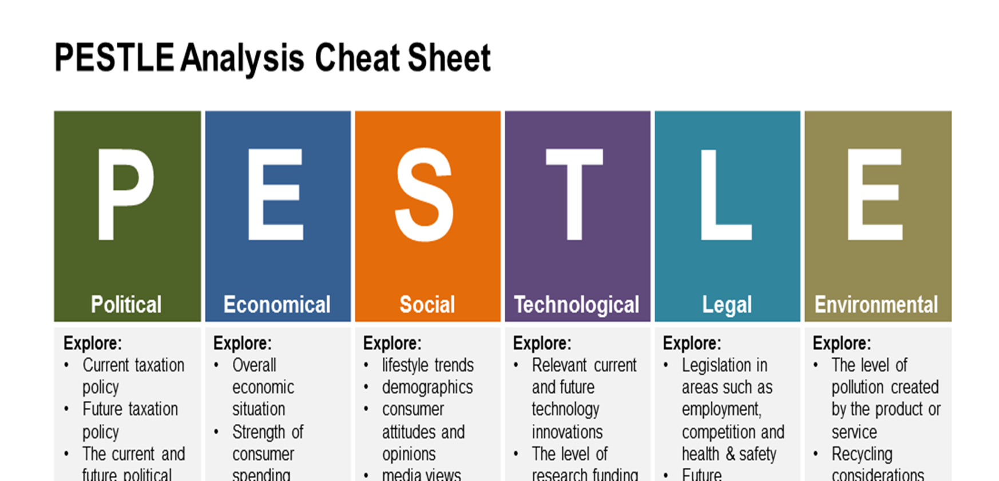 PESTLE Analysis Cheat Sheet
P
Political
Explore:
• Current taxation
policy
• Future taxation
policy
• The current and
future political
E
Economical
Explore:
• Overall
economic
situation
• Strength of
consumer
spending
S
Social
Explore:
• lifestyle trends
• demographics
• consumer
attitudes and
opinions
• media views
T
Technological
Explore:
• Relevant current
and future
technology
innovations
• The level of
research funding
L
Legal
Explore:
• Legislation in
areas such as
employment,
competition and
health & safety
• Future
E
Environmental
Explore:
• The level of
pollution created
by the product or
service
• Recycling
considerations